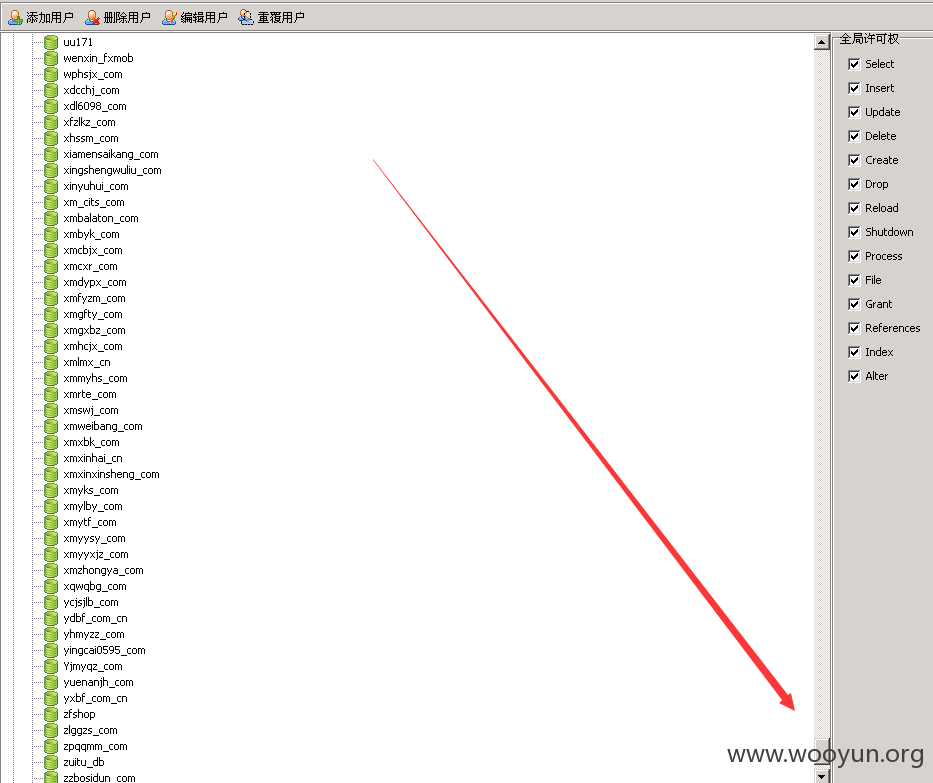 添加用户 删除用户 编辑用户 重覆用户
uu171
wenxin_fxmob
wphsjx_com
xdcchj_com
xdl6098_com
xfzlkz_com
xhssm_com
xiamensaikang_com
xingshengwuliu_com
xinyuhui_com
xm_cits_com
xmbalaton_com
xmbyk_com
xmcbjx_com
xmcxr_com
xmdypx_com
xmfyzm_com
xmgfty_com
xmgxbz_com
xmhcjx_com
xmlmx_cn
xmmyhs_com
xmrte_com
xmswj_com
xmweibang_com
xmxbk_com
xmxinhai_cn
xmxinxinsheng_com
xmyks_com
xmylby_com
xmytf_com
xmyysy_com
xmyyxjz_com
xmzhongya_com
xqwqbg_com
ycjsjlb_com
ydbf_com_cn
yhmyzz_com
yingcai0595_com
Yjmyqz_com
yuenanjh_com
yxbf_com_cn
zfshop
zlggzs_com
zpqqmm_com
zuitu_db
zzbosidun_com
全局许可权
Select
Insert
Update
Delete
Create
Drop
Reload
Shutdown
Process
File
Grant
References
Index
Alter
www.wooyun.org